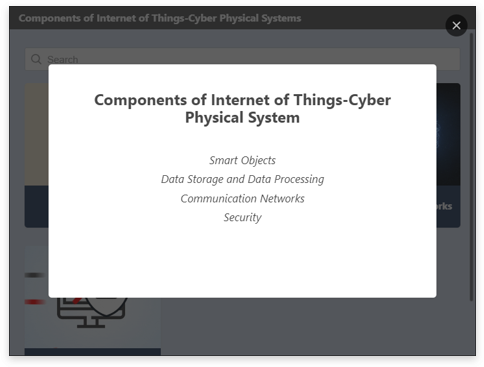 Components of Internet of Things-Cyber Physical Systems
Search
Components of Internet of Things-Cyber
Physical System
Smart Objects
Data Storage and Data Processing
Communication Networks
Security